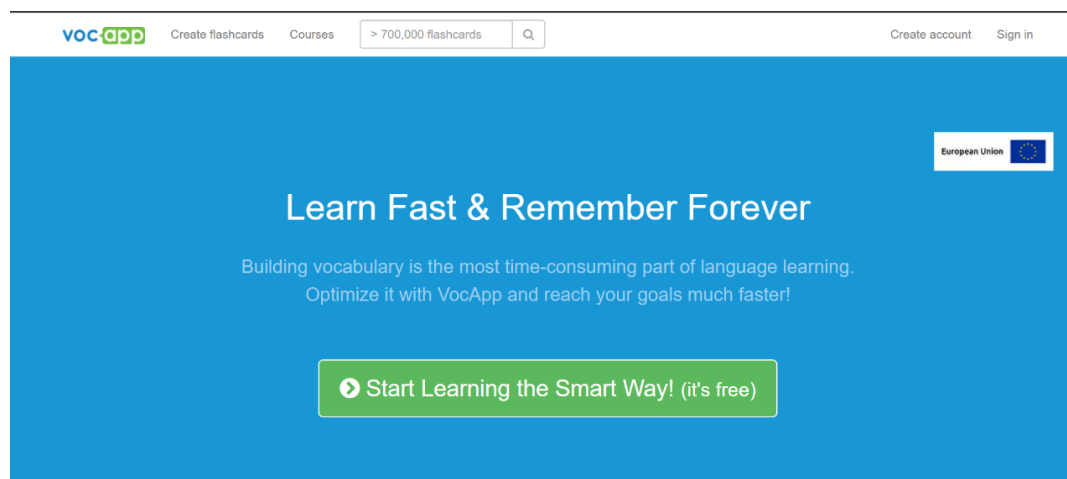 voc app
Create flashcards
Courses
> 700,000 flashcards
Create account
Sign in
European Union
Learn Fast & Remember Forever
Building vocabulary is the most time-consuming part of language learning.
Optimize it with VocApp and reach your goals much faster!
Start Learning the Smart Way! (it's free)